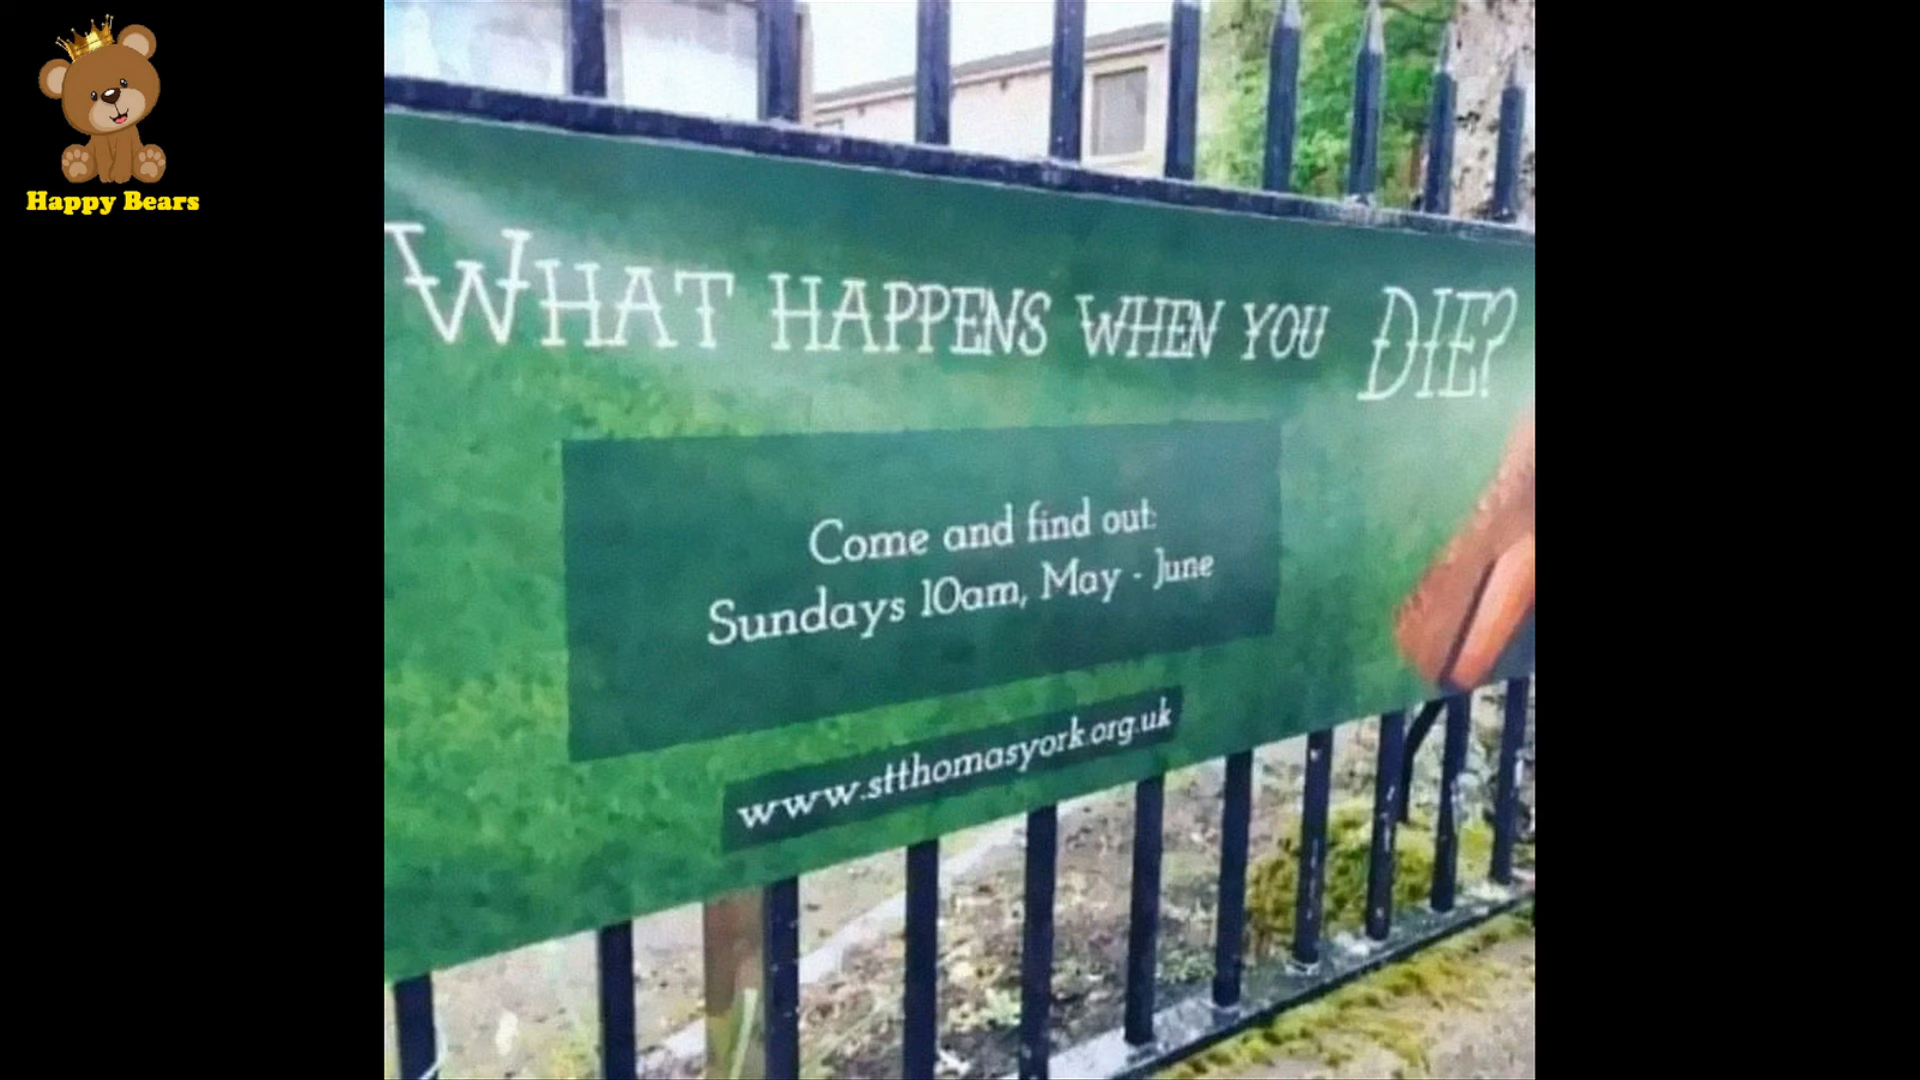 Happy Bears
WHAT HAPPENS WHEN YOU DIE?
Come and find out:
Sundays 10am, May - June
www.stthomasyork.org.uk